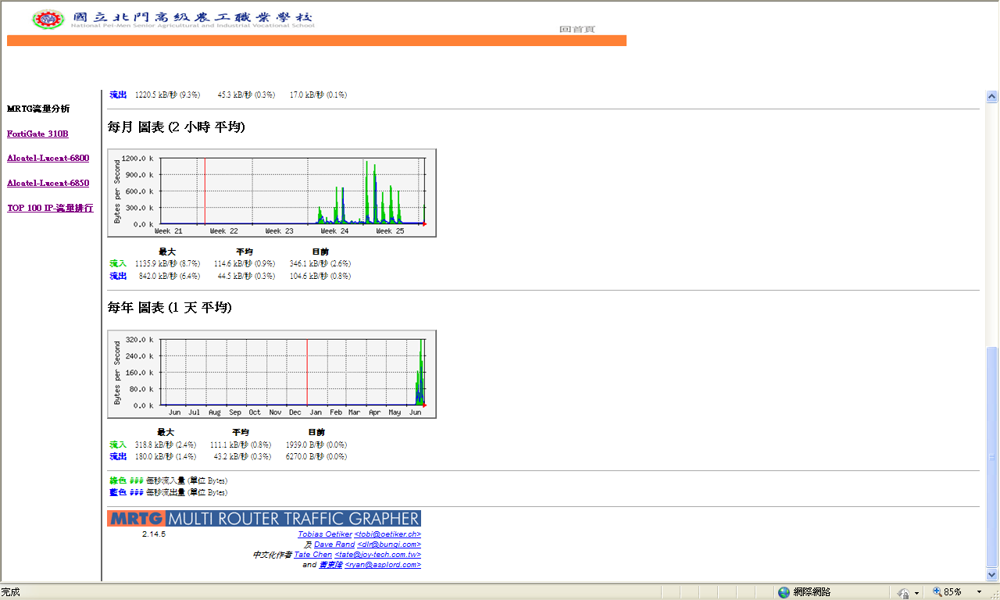 國立北門高級農工職業學校
National Pei-Men Senior Agricultural and Industrial Vocational School
回首頁
MRTG流量分析
FortiGate 310B
Alcatel-Lucent-6800
Alcatel-Lucent-6850
TOP 100 IP-流量排行
流出 1220.5 kB/秒 (9.3%) 45.3 kB/秒 (0.3%) 17.0 kB/秒 (0.1%)
每月 圖表 (2 小時 平均)
Bytes per Second
1200.0 k
900.0 k
600.0 k
300.0 k
0.0 k
Week 21 Week 22 Week 23 Week 24 Week 25
最大 平均 目前
流入 1135.9 kB/秒 (8.7%) 114.6 kB/秒 (0.9%) 346.1 kB/秒 (2.6%)
流出 842.0 kB/秒 (6.4%) 44.5 kB/秒 (0.3%) 104.6 kB/秒 (0.8%)
每年 圖表 (1 天 平均)
Bytes per Second
320.0 k
240.0 k
160.0 k
80.0 k
0.0 k
Jun Jul Aug Sep Oct Nov Dec Jan Feb Mar Apr May Jun
最大 平均 目前
流入 318.8 kB/秒 (2.4%) 111.1 kB/秒 (0.8%) 1939.0 B/秒 (0.0%)
流出 180.0 kB/秒 (1.4%) 43.2 kB/秒 (0.3%) 6270.0 B/秒 (0.0%)
綠色 ### 每秒流入量 (單位 Bytes)
藍色 ### 每秒流出量 (單位 Bytes)
MRTG MULTI ROUTER TRAFFIC GRAPHER
2.14.5 Tobias Oetiker <tobi@oetiker.ch>
及 Dave Rand <dlr@bungi.com>
中文化作者 Tate Chen <tate@joy-tech.com.tw>
and 蕭東隆 <ryan@asplord.com>
完成 網際網路 85%